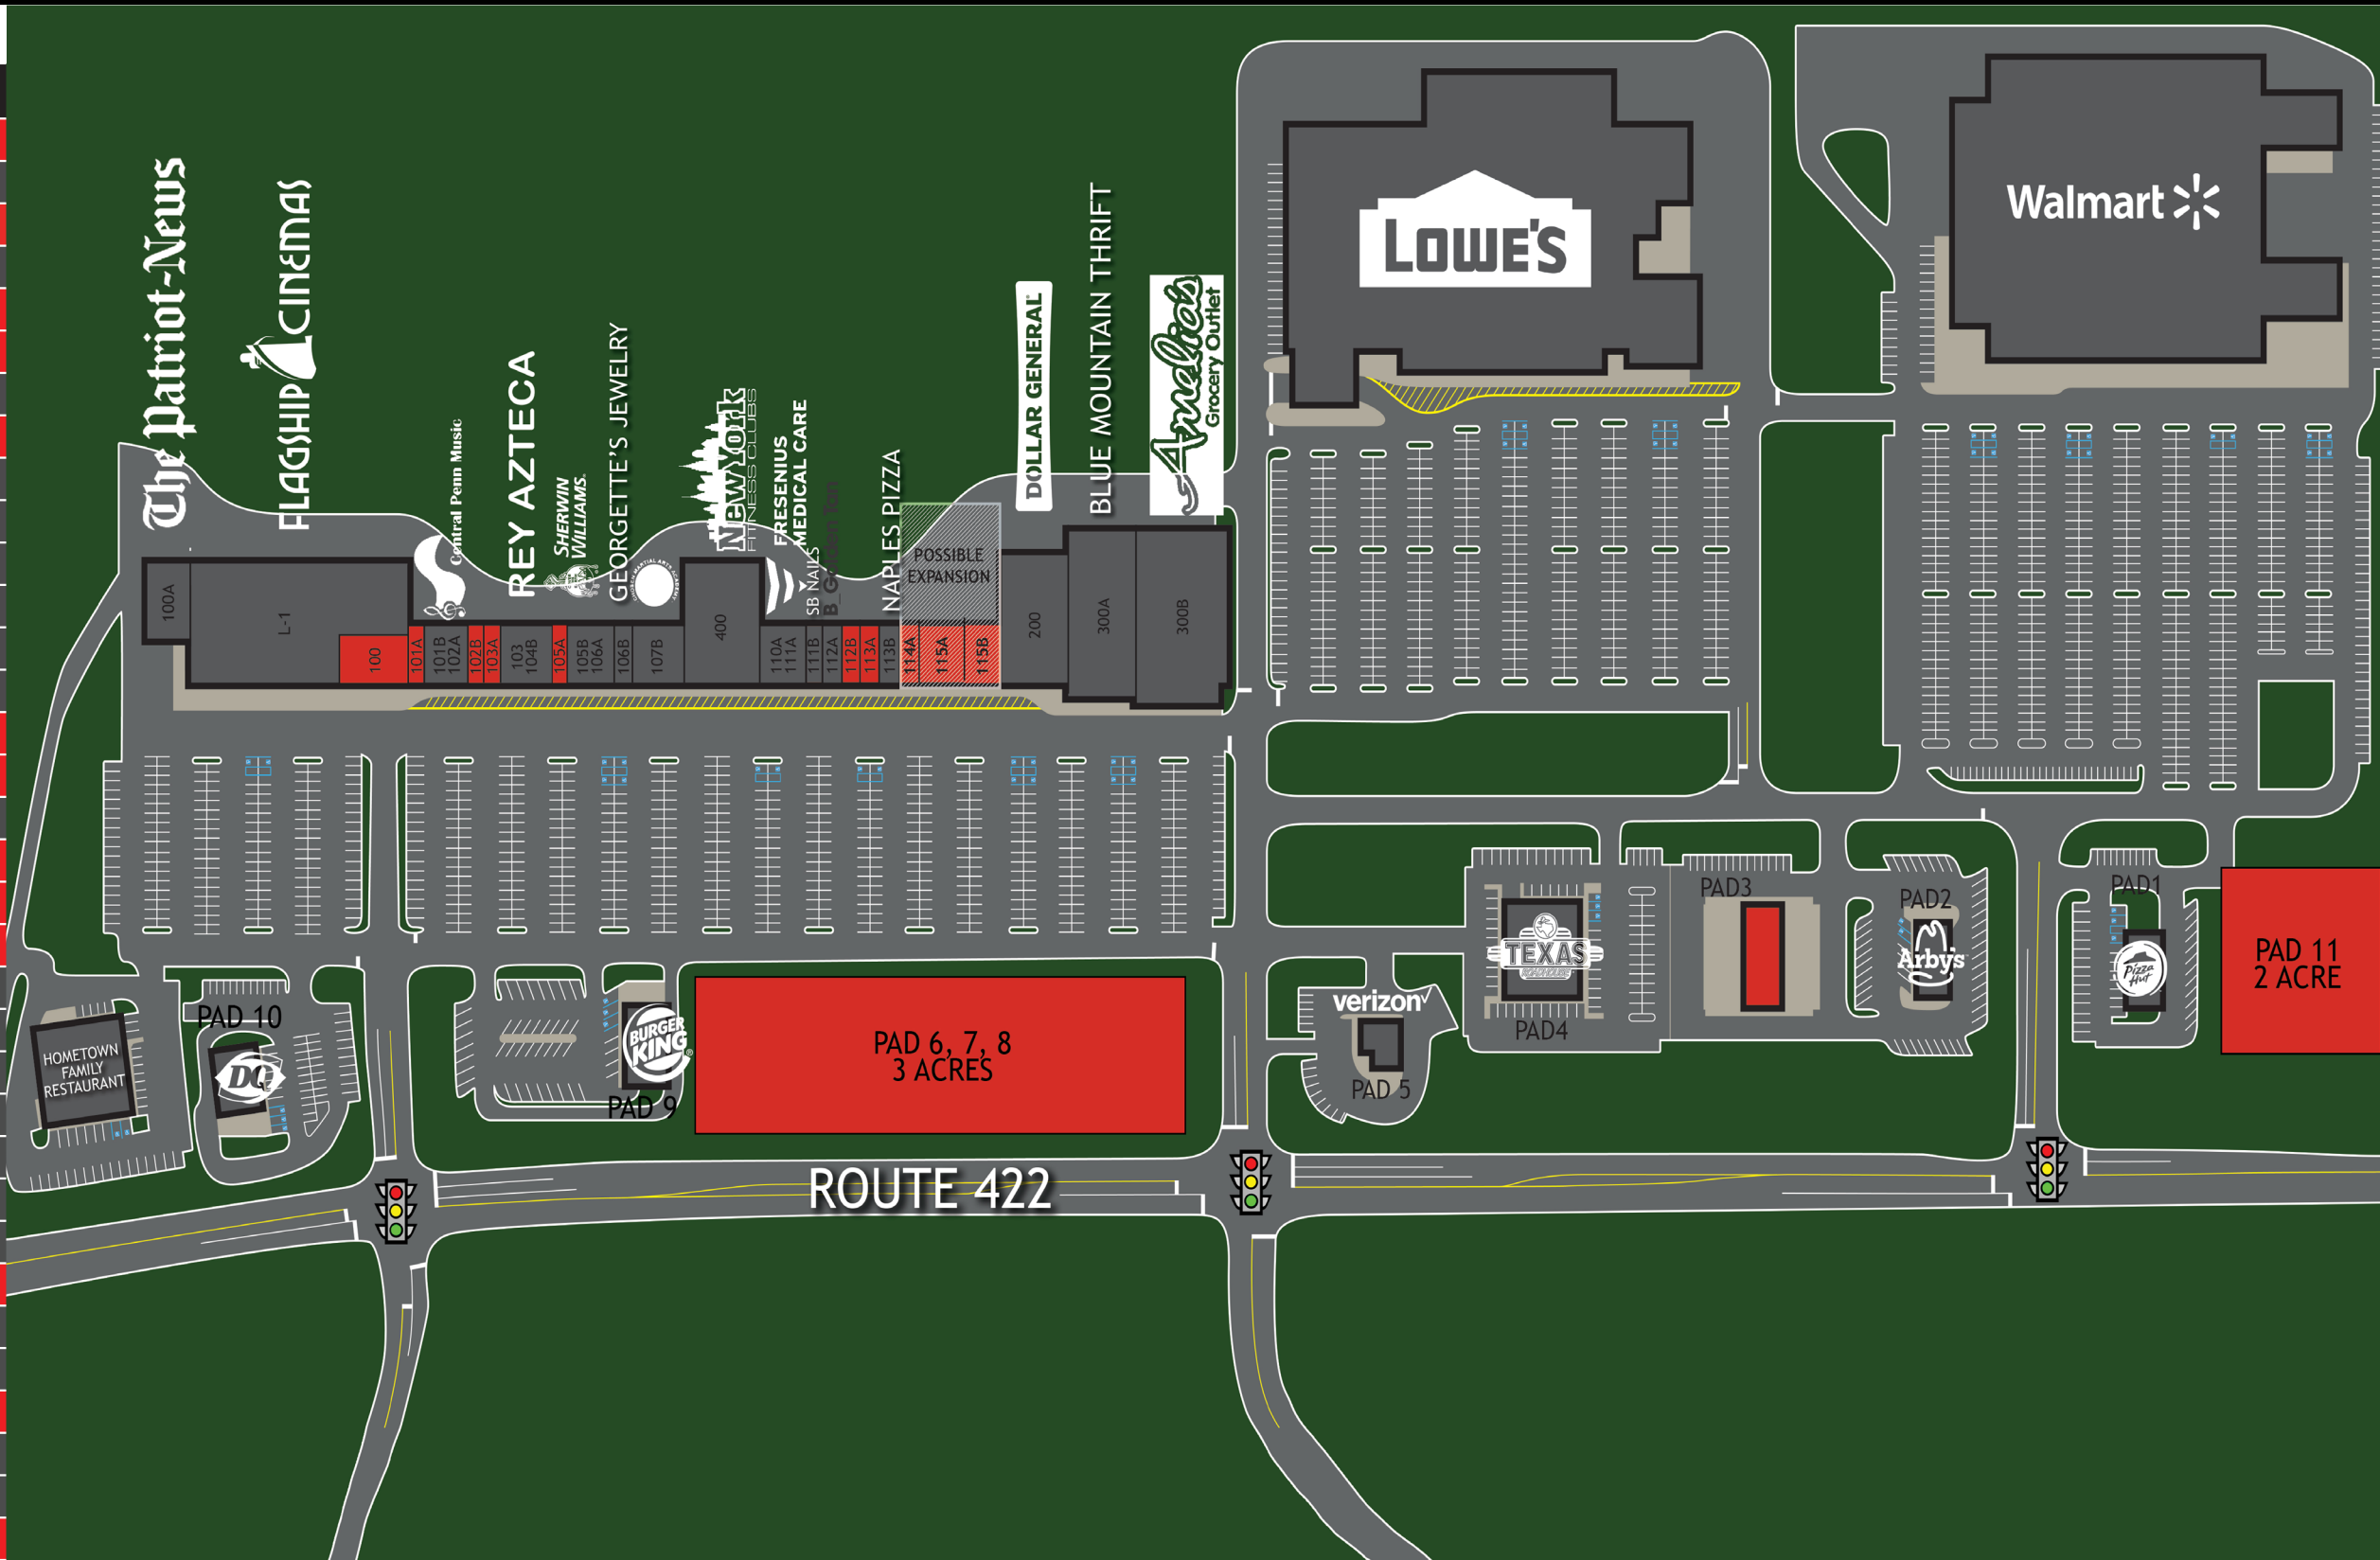 The Patriot-News
FLAGSHIP CINEMAS
Central Penn Music
REY AZTECA
SHERWIN
WILLIAMS.
GEORGETTE'S JEWELRY
NewYork
FITNESS CLUBS
FRESENIUS
MEDICAL CARE
SB NAILS
NAPLES PIZZA
DOLLAR GENERAL
BLUE MOUNTAIN THRIFT
Amelia's
Grocery Outlet
LOWE'S
Walmart
POSSIBLE
EXPANSION
100A
L-1
100
101A
101B
102A
102B
103A
103
104B
105A
105B
106A
106B
107B
400
110A
111A
111B
112A
112B
113A
113B
114A
115A
115B
200
300A
300B
HOMETOWN
FAMILY
RESTAURANT
PAD 10
DQ
BURGER
KING
PAD 9
PAD 6, 7, 8
3 ACRES
verizon
PAD 5
TEXAS
ROADHOUSE
PAD4
PAD3
PAD2
Arbys
PAD1
Pizza
Hut
PAD 11
2 ACRE
ROUTE 422